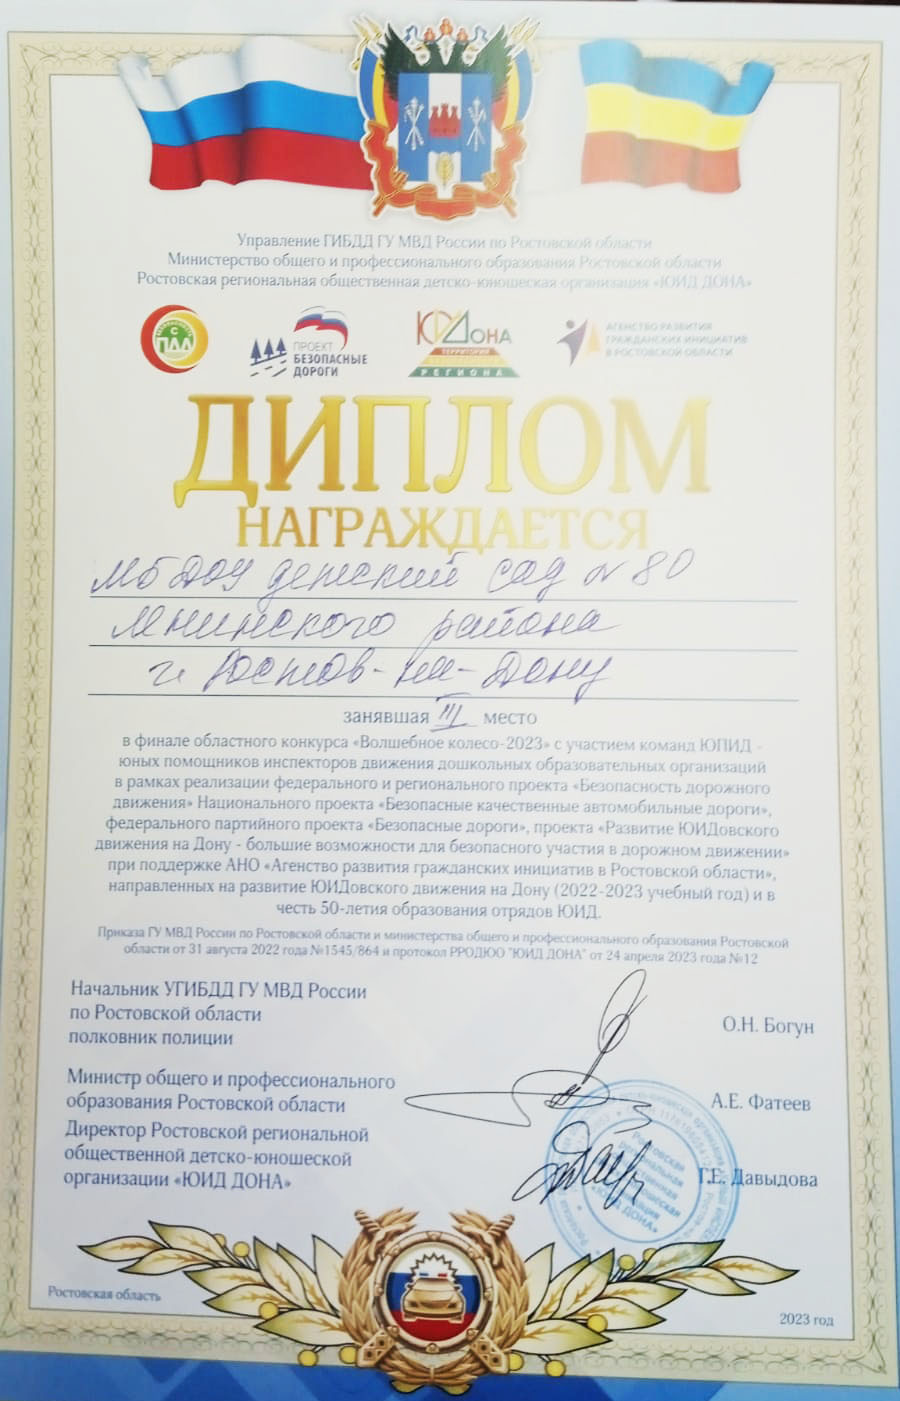 Управление ГИБДД ГУ МВД России по Ростовской области
Министерство общего и профессионального образования Ростовской области
Ростовская региональная общественная детско-юношеская организация «ЮИД ДОНА»
С
ПДД
ПРОЕКТ
БЕЗОПАСНЫЕ
ДОРОГИ
ЮИД ДОНА
ТЕРРИТОРИЯ
РЕГИОНА
АГЕНСТВО РАЗВИТИЯ
ГРАЖДАНСКИХ ИНИЦИАТИВ
В РОСТОВСКОЙ ОБЛАСТИ
ДИПЛОМ
НАГРАЖДАЕТСЯ
МБДОУ детский сад № 80
Ленинского района
г. Ростов-на-Дону
занявшая III место
в финале областного конкурса «Волшебное колесо-2023» с участием команд ЮПИД -
юных помощников инспекторов движения дошкольных образовательных организаций
в рамках реализации федерального и регионального проекта «Безопасность дорожного
движения» Национального проекта «Безопасные качественные автомобильные дороги»,
федерального партийного проекта «Безопасные дороги», проекта «Развитие ЮИДовского
движения на Дону - большие возможности для безопасного участия в дорожном движении»
при поддержке АНО «Агенство развития гражданских инициатив в Ростовской области»,
направленных на развитие ЮИДовского движения на Дону (2022-2023 учебный год) и в
честь 50-летия образования отрядов ЮИД.
Приказа ГУ МВД России по Ростовской области и министерства общего и профессионального образования Ростовской
области от 31 августа 2022 года №1545/864 и протокол РРОДЮО "ЮИД ДОНА" от 24 апреля 2023 года №12
Начальник УГИБДД ГУ МВД России
по Ростовской области
полковник полиции
О.Н. Богун
Министр общего и профессионального
образования Ростовской области
А.Е. Фатеев
Директор Ростовской региональной
общественной детско-юношеской
организации «ЮИД ДОНА»
Г.Е. Давыдова
Ростовская
региональная
«ЮИД ДОНА»
Ростовская область
2023 год